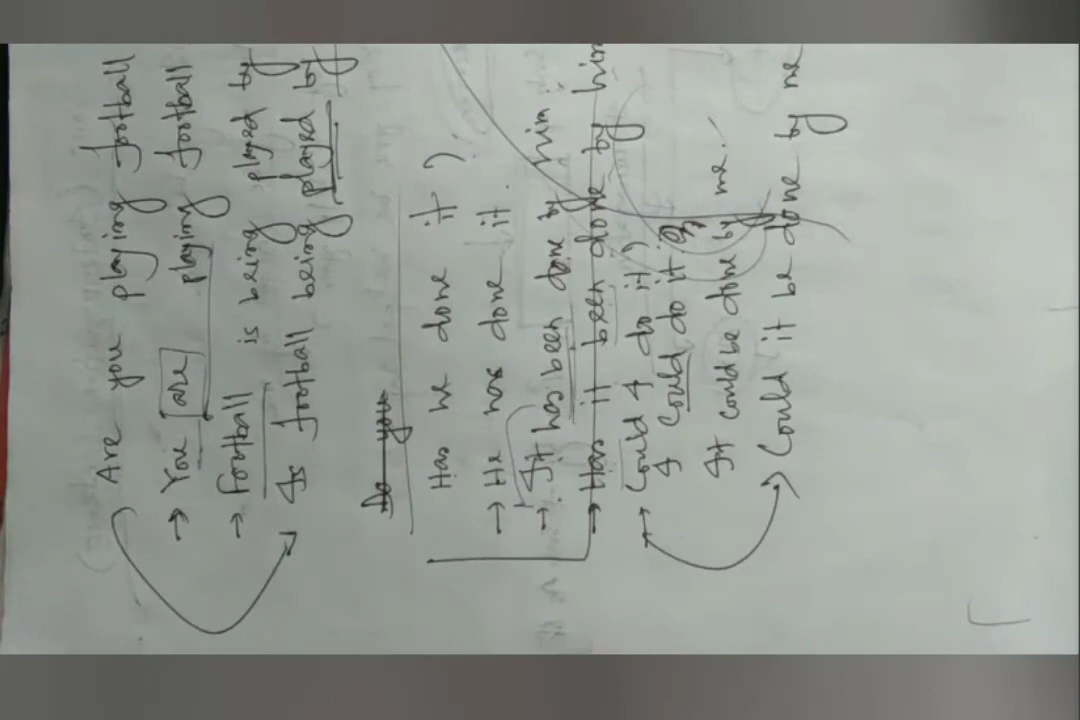 Are you playing football
→ You are playing football
→ Football is being played by
Is football being played by
Do you
Has he done it?
→ He has done it.
→ It has been done by him.
→ Has it been done by him
→ Could I do it?
I could do it
It could be done by me.
Could it be done by me